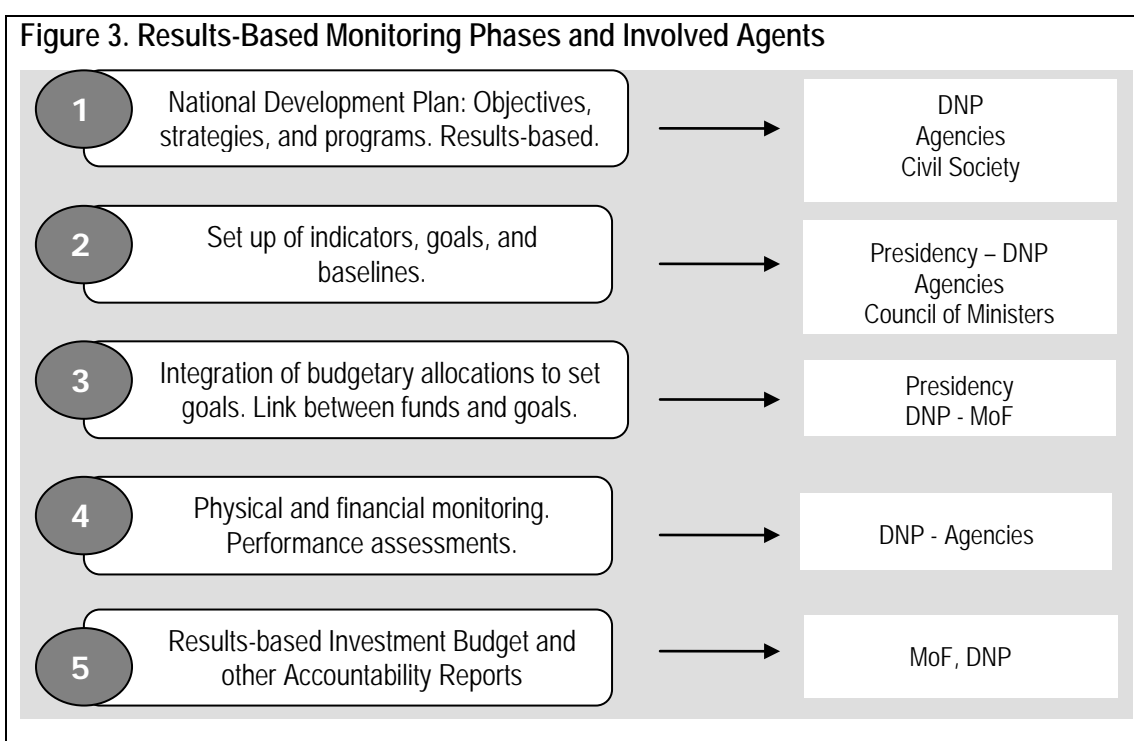 Figure 3. Results-Based Monitoring Phases and Involved Agents
1
National Development Plan: Objectives,
strategies, and programs. Results-based.
DNP
Agencies
Civil Society
2
Set up of indicators, goals, and
baselines.
Presidency – DNP
Agencies
Council of Ministers
3
Integration of budgetary allocations to set
goals. Link between funds and goals.
Presidency
DNP - MoF
4
Physical and financial monitoring.
Performance assessments.
DNP - Agencies
5
Results-based Investment Budget and
other Accountability Reports
MoF, DNP